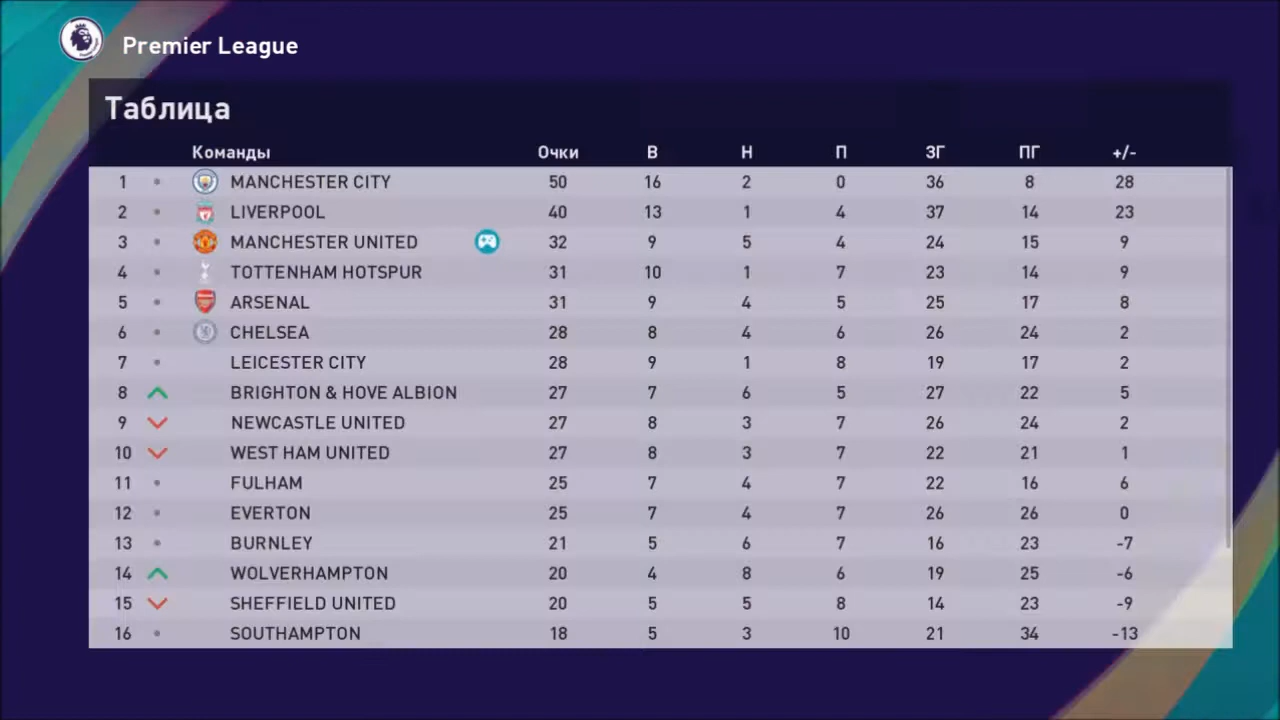 Premier League
Таблица
Команды Очки В Н П ЗГ ПГ +/-
1 MANCHESTER CITY 50 16 2 0 36 8 28
2 LIVERPOOL 40 13 1 4 37 14 23
3 MANCHESTER UNITED 32 9 5 4 24 15 9
4 TOTTENHAM HOTSPUR 31 10 1 7 23 14 9
5 ARSENAL 31 9 4 5 25 17 8
6 CHELSEA 28 8 4 6 26 24 2
7 LEICESTER CITY 28 9 1 8 19 17 2
8 BRIGHTON & HOVE ALBION 27 7 6 5 27 22 5
9 NEWCASTLE UNITED 27 8 3 7 26 24 2
10 WEST HAM UNITED 27 8 3 7 22 21 1
11 FULHAM 25 7 4 7 22 16 6
12 EVERTON 25 7 4 7 26 26 0
13 BURNLEY 21 5 6 7 16 23 -7
14 WOLVERHAMPTON 20 4 8 6 19 25 -6
15 SHEFFIELD UNITED 20 5 5 8 14 23 -9
16 SOUTHAMPTON 18 5 3 10 21 34 -13